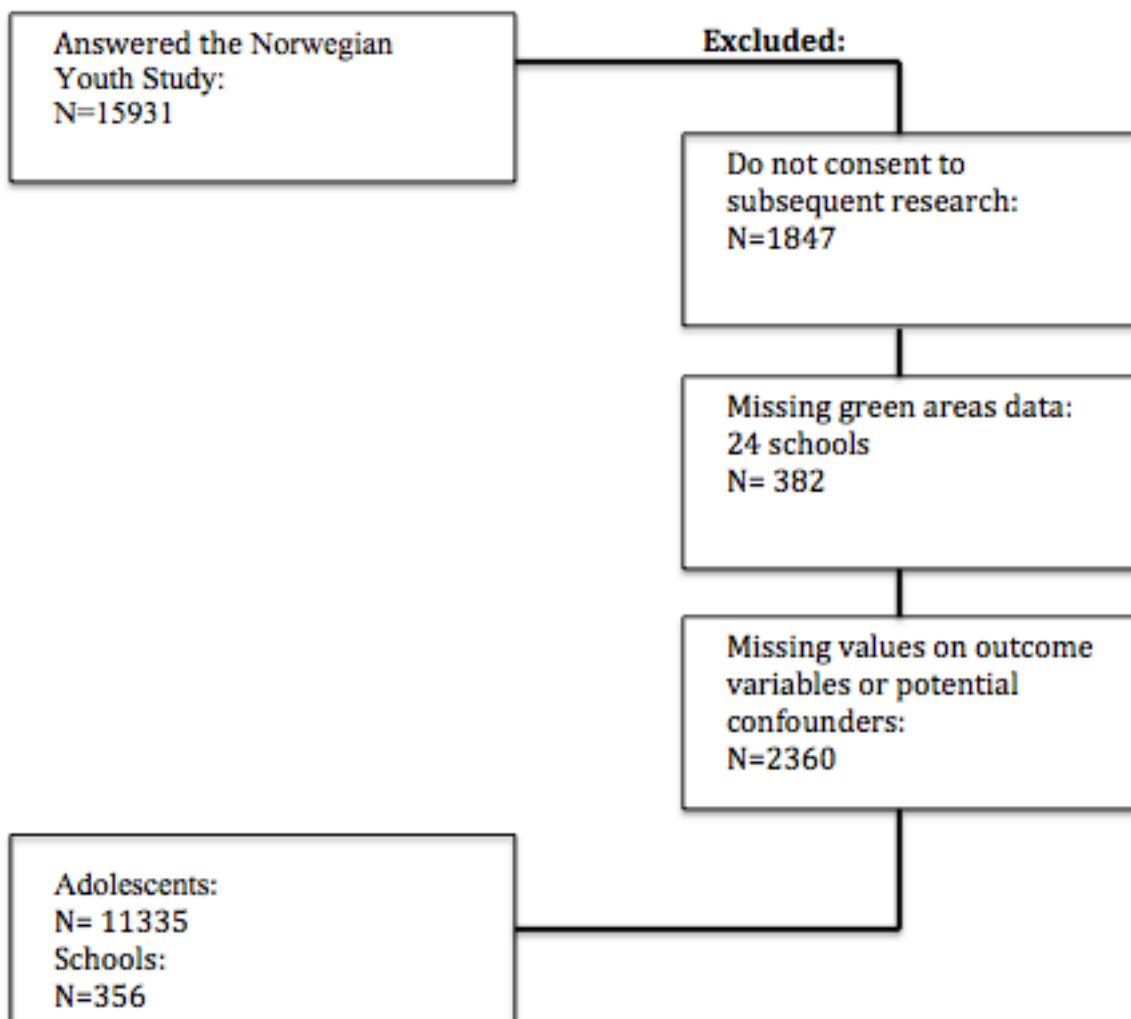 Answered the Norwegian
Youth Study:
N=15931
Excluded:
Do not consent to
subsequent research:
N=1847
Missing green areas data:
24 schools
N= 382
Missing values on outcome
variables or potential
confounders:
N=2360
Adolescents:
N= 11335
Schools:
N=356